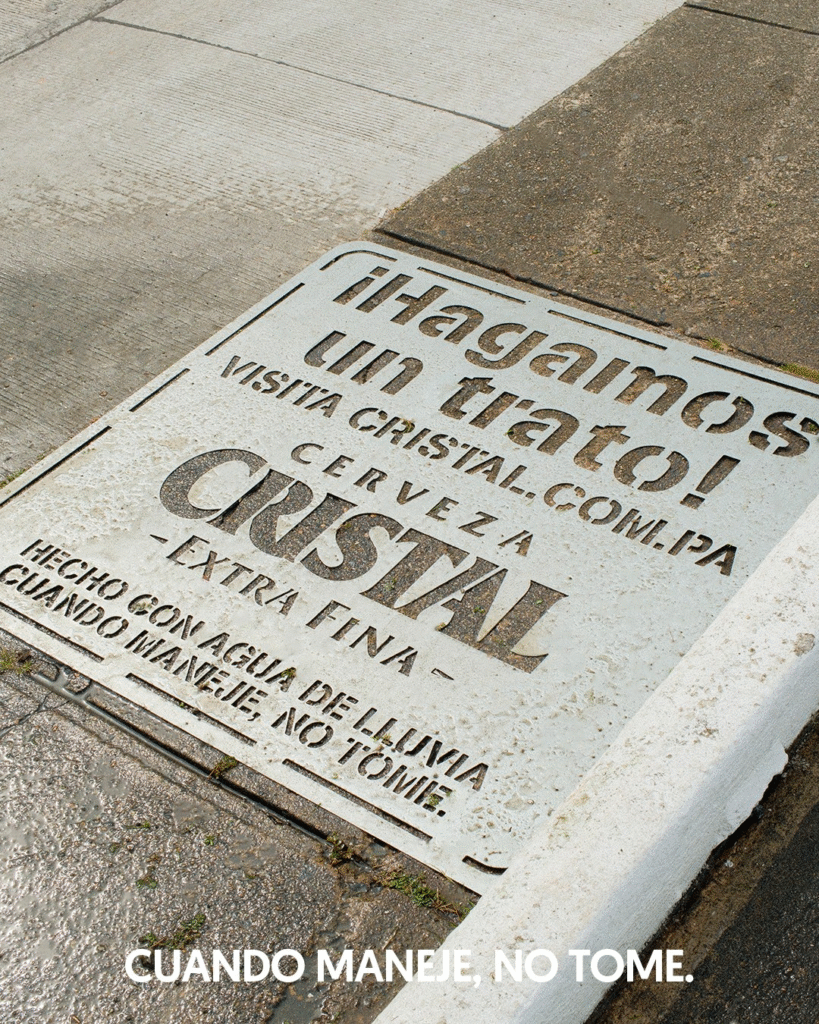 ¡Hagamos
un trato!
VISITA CRISTAL.COM.PA
CERVEZA
CRISTAL
- EXTRA FINA -
HECHO CON AGUA DE LLUVIA
CUANDO MANEJE, NO TOME.
CUANDO MANEJE, NO TOME.